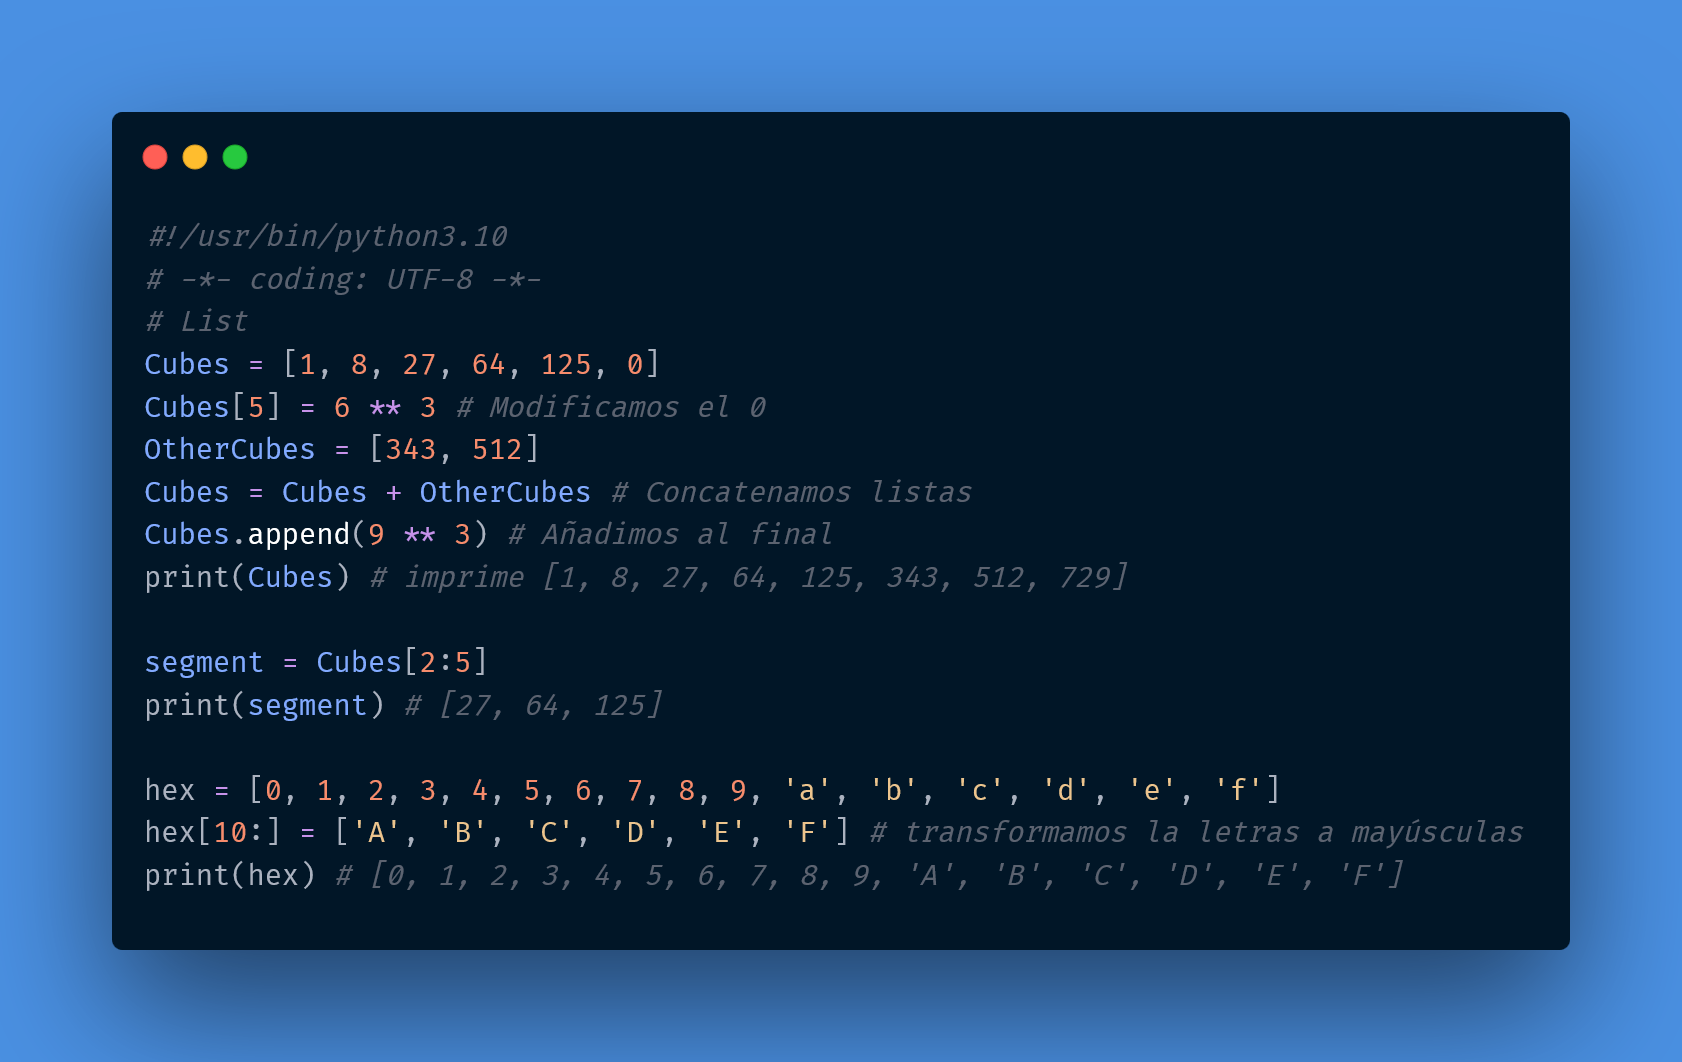 #!/usr/bin/python3.10
# -*- coding: UTF-8 -*-
# List
Cubes = [1, 8, 27, 64, 125, 0]
Cubes[5] = 6 ** 3 # Modificamos el 0
OtherCubes = [343, 512]
Cubes = Cubes + OtherCubes # Concatenamos listas
Cubes.append(9 ** 3) # Añadimos al final
print(Cubes) # imprime [1, 8, 27, 64, 125, 343, 512, 729]

segment = Cubes[2:5]
print(segment) # [27, 64, 125]

hex = [0, 1, 2, 3, 4, 5, 6, 7, 8, 9, 'a', 'b', 'c', 'd', 'e', 'f']
hex[10:] = ['A', 'B', 'C', 'D', 'E', 'F'] # transformamos la letras a mayúsculas
print(hex) # [0, 1, 2, 3, 4, 5, 6, 7, 8, 9, 'A', 'B', 'C', 'D', 'E', 'F']